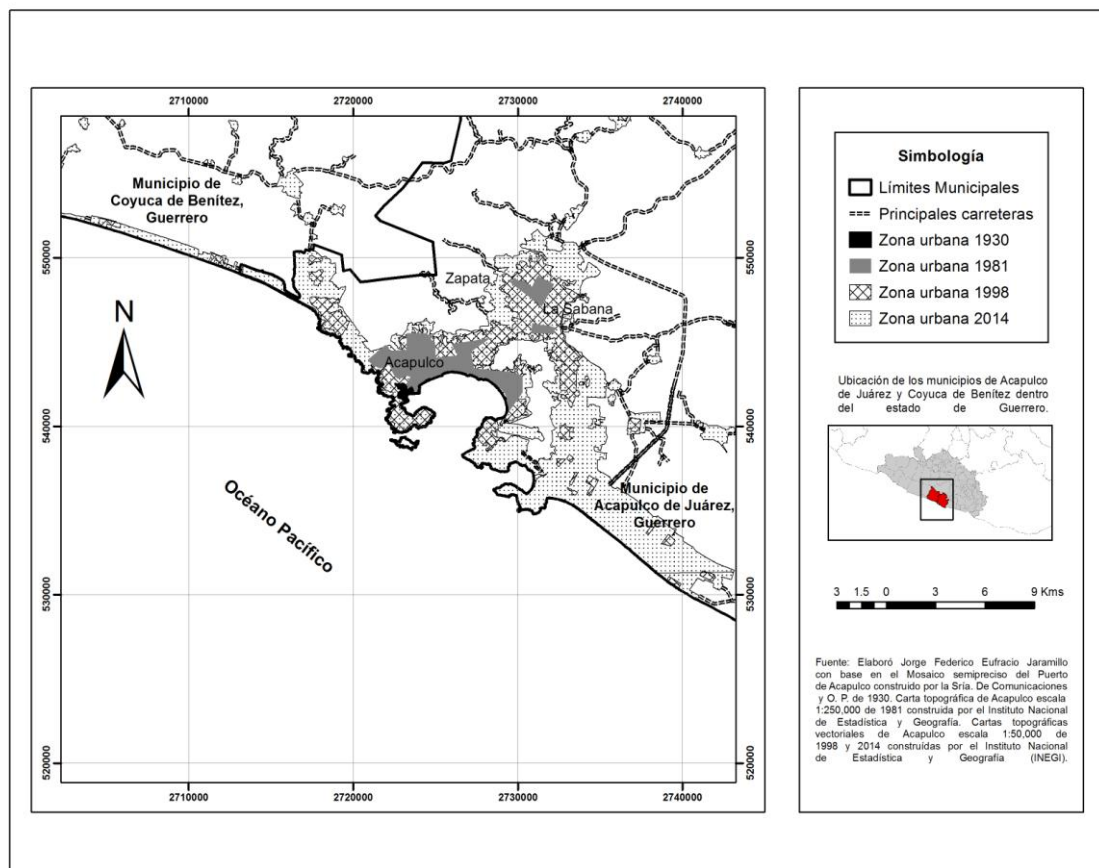 2710000
2720000
2730000
2740000
550000
540000
530000
520000
550000
540000
530000
520000
2710000
2720000
2730000
2740000
Municipio de
Coyuca de Benítez,
Guerrero
Zapata
La Sabana
Acapulco
N
Océano Pacífico
Municipio de
Acapulco de Juárez,
Guerrero
Simbología
Límites Municipales
Principales carreteras
Zona urbana 1930
Zona urbana 1981
Zona urbana 1998
Zona urbana 2014
Ubicación de los municipios de Acapulco
de Juárez y Coyuca de Benítez dentro
del estado de Guerrero.
3 1.5 0 3 6 9 Kms
Fuente: Elaboró Jorge Federico Eufracio Jaramillo
con base en el Mosaico semipreciso del Puerto
de Acapulco construido por la Sría. De Comunicaciones
y O. P. de 1930. Carta topográfica de Acapulco escala
1:250,000 de 1981 construida por el Instituto Nacional
de Estadística y Geografía. Cartas topográficas
vectoriales de Acapulco escala 1:50,000 de
1998 y 2014 construídas por el Instituto Nacional
de Estadística y Geografía (INEGI).